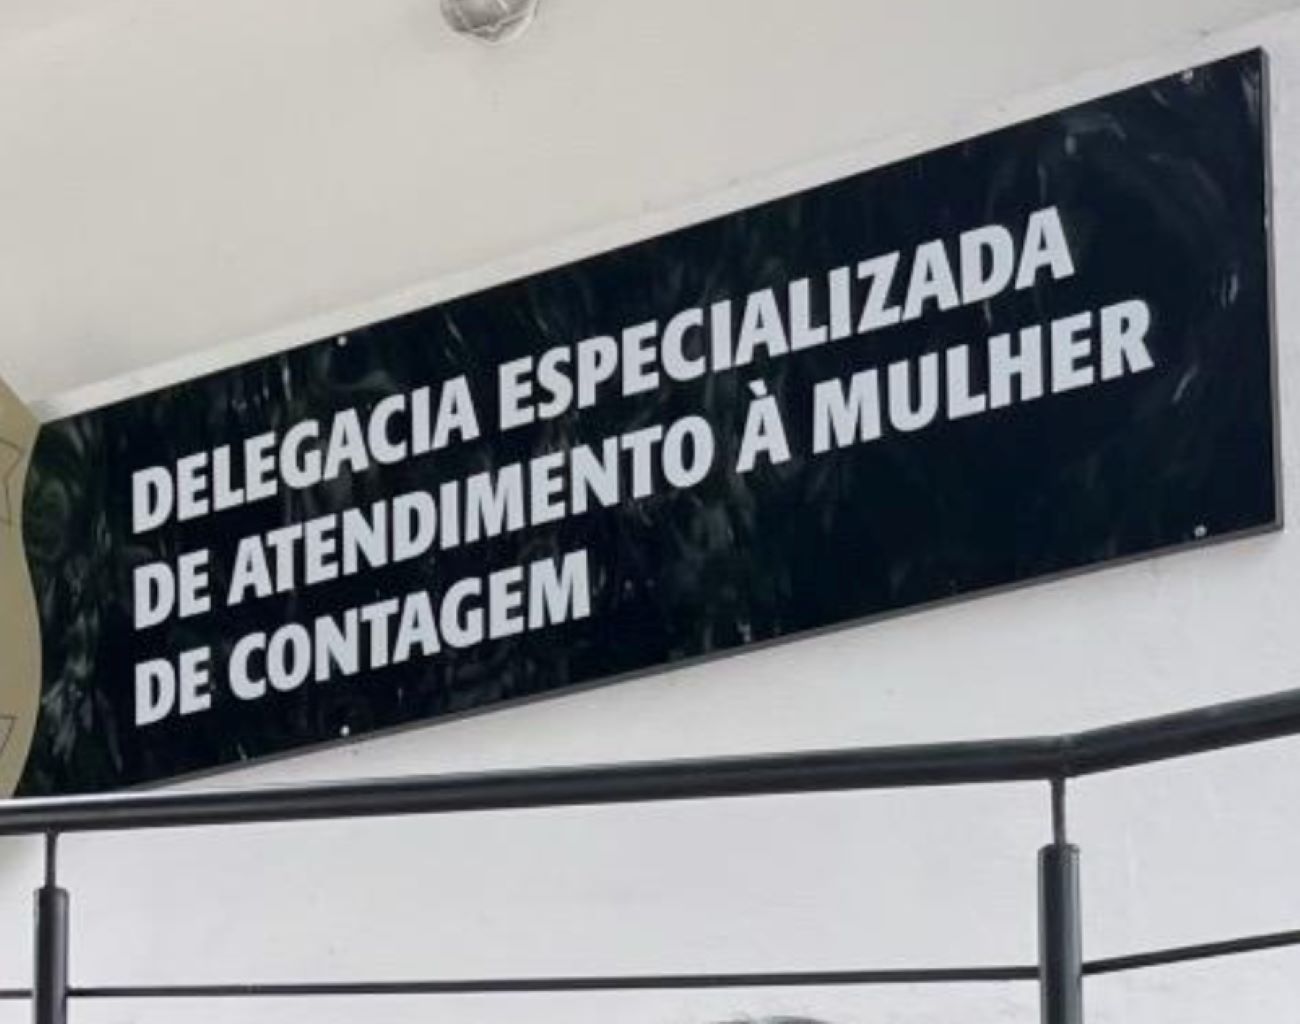 DELEGACIA ESPECIALIZADA
DE ATENDIMENTO À MULHER
DE CONTAGEM